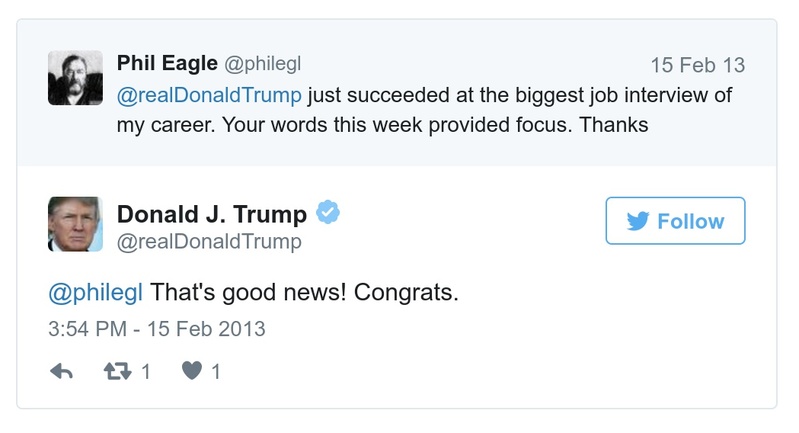 Phil Eagle @philegl 15 Feb 13
@realDonaldTrump just succeeded at the biggest job interview of
my career. Your words this week provided focus. Thanks
Donald J. Trump
Follow
@realDonaldTrump
@philegl That's good news! Congrats.
3:54 PM - 15 Feb 2013
1 1